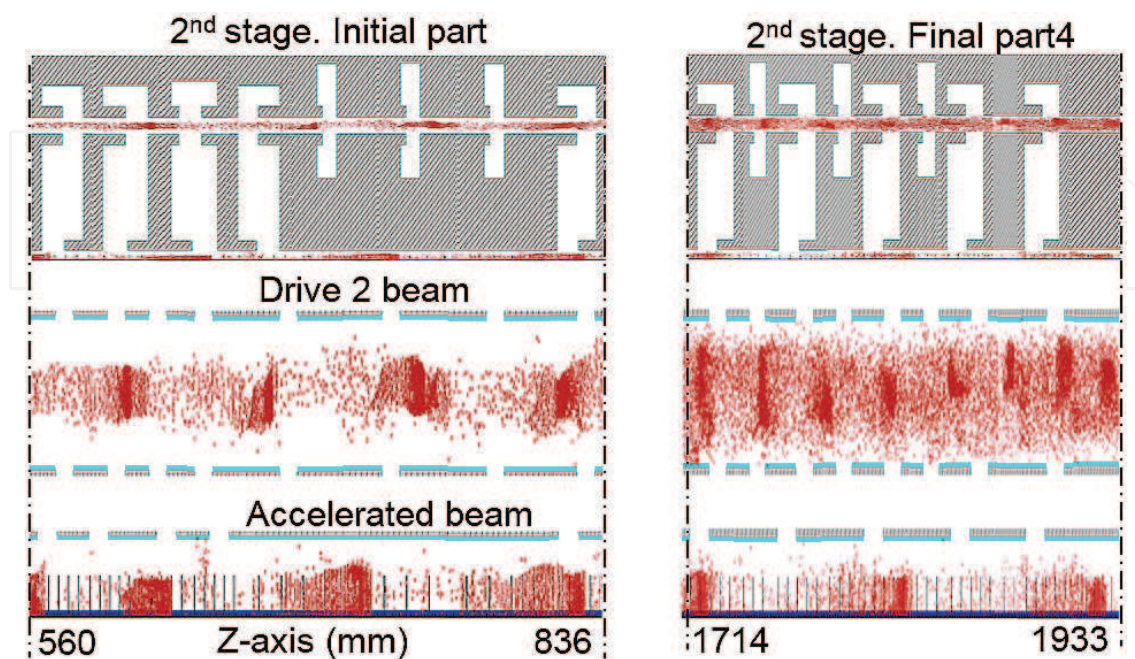 2nd stage. Initial part
2nd stage. Final part4
Drive 2 beam
Accelerated beam
560 Z-axis (mm) 836
1714 1933